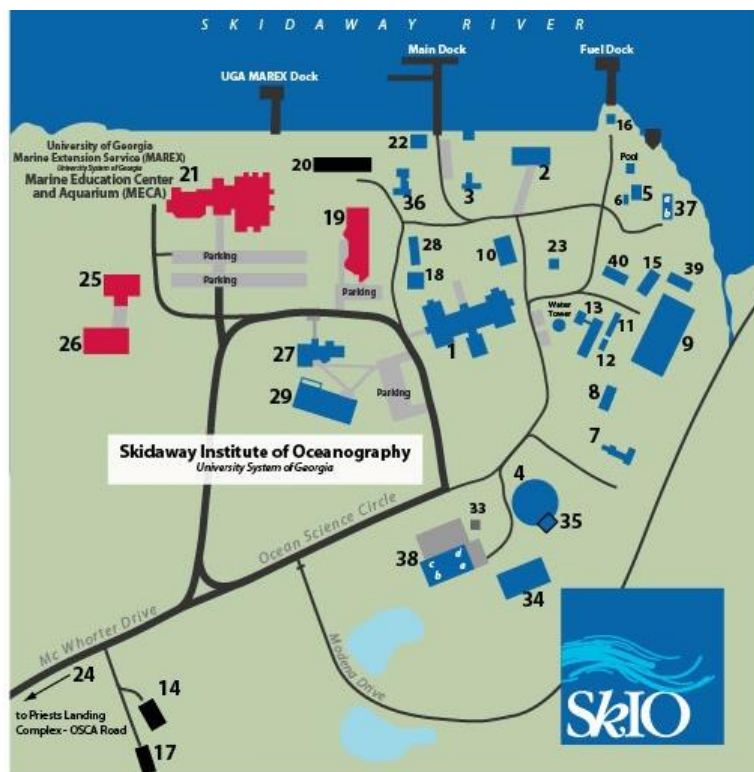 SKIDAWAY RIVER
Main Dock
Fuel Dock
UGA MAREX Dock
University of Georgia
Marine Extension Service (MAREX)
University System of Georgia
Marine Education Center
and Aquarium (MECA)
21
20
22
36
3
2
16
Pool
5
6
a
b
37
19
28
18
10
23
40
15
39
Parking
Parking
Parking
25
26
27
29
1
Water
Tower
13
11
12
9
8
7
Parking
Skidaway Institute of Oceanography
University System of Georgia
4
35
33
38
c
d
b
a
34
Ocean Science Circle
Mc Whorter Drive
Modena Drive
24
14
to Priests Landing
Complex - OSCA Road
17
SkIO